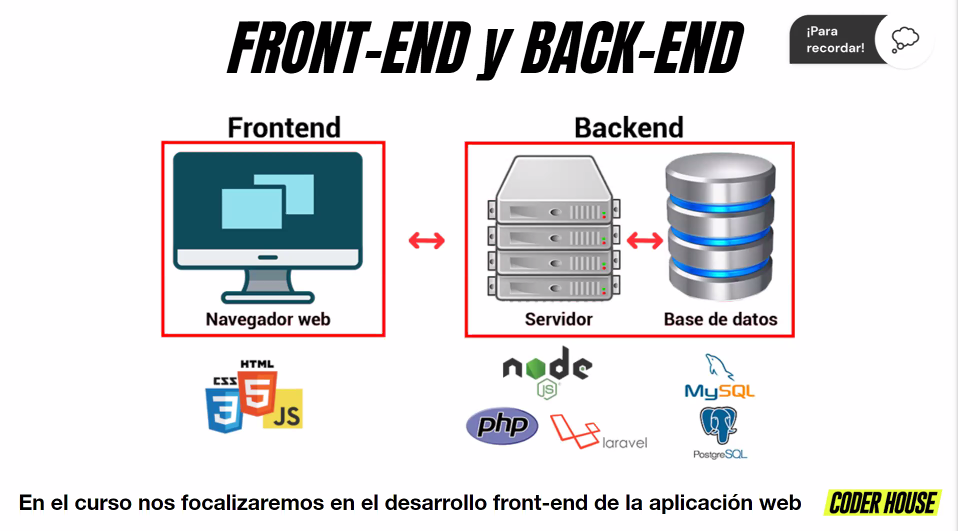 FRONT-END y BACK-END
¡Para
recordar!
Frontend
Backend
Navegador web
Servidor
Base de datos
HTML
CSS
5
3
JS
node
JS
php
laravel
MySQL
PostgreSQL
En el curso nos focalizaremos en el desarrollo front-end de la aplicación web
CODER HOUSE